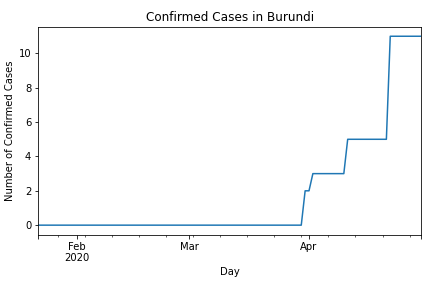 Confirmed Cases in Burundi
Number of Confirmed Cases
10
8
6
4
2
0
Feb
2020
Mar
Apr
Day